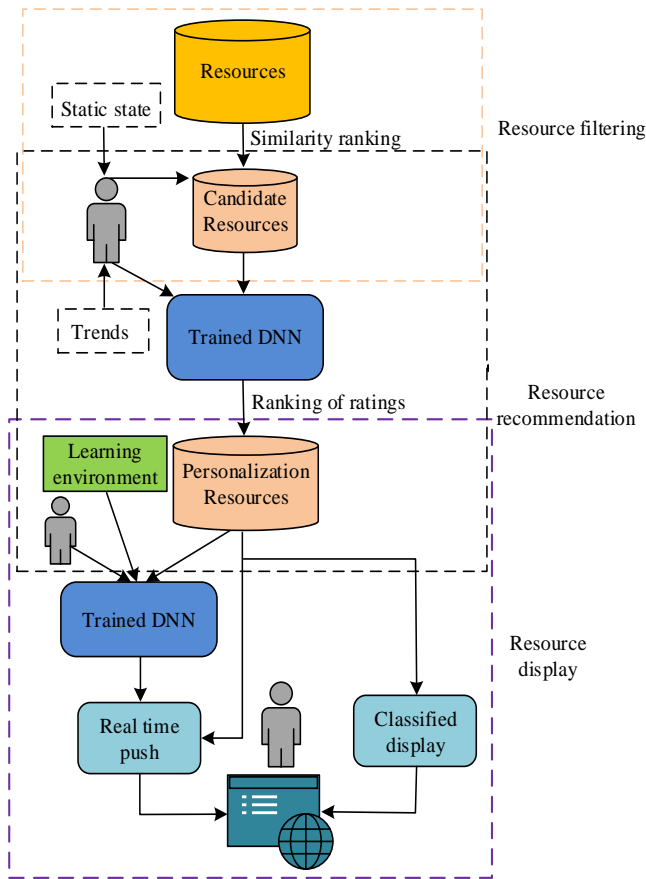 Resources
Static state
Similarity ranking
Resource filtering
Candidate
Resources
Trends
Trained DNN
Ranking of ratings
Resource
recommendation
Learning
environment
Personalization
Resources
Trained DNN
Resource
display
Real time
push
Classified
display